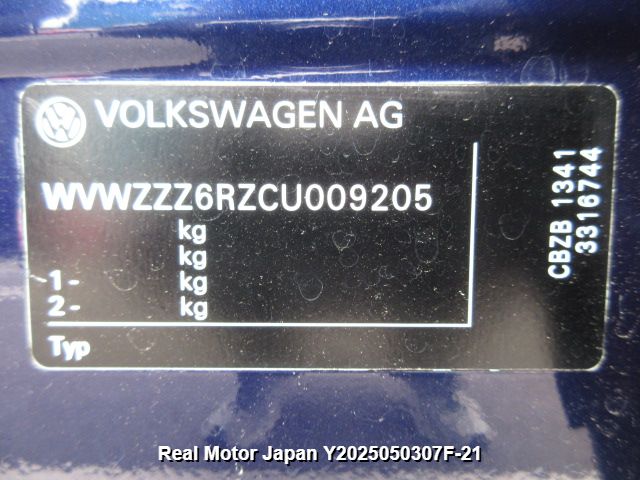 VOLKSWAGEN AG
WVWZZZ6RZCU009205
kg
kg
1- kg
2- kg
Typ
CBZB 1341
3316744
Real Motor Japan Y2025050307F-21